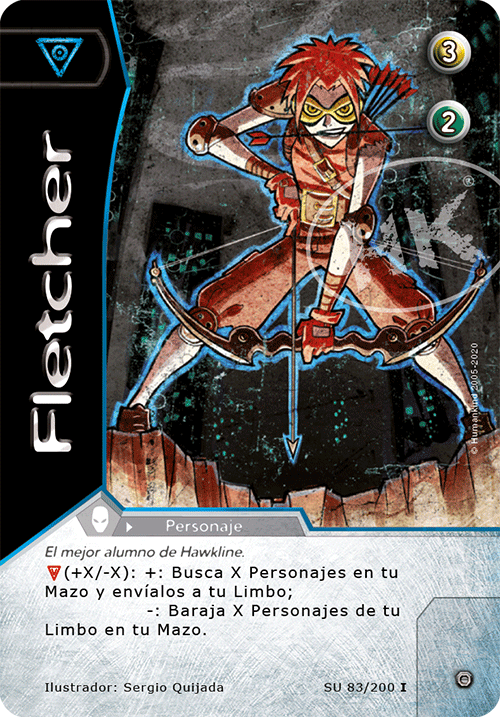 3
2
Fletcher
HK
®
© Humankind 2005-2020
Personaje
El mejor alumno de Hawkline.
(+X/-X): +: Busca X Personajes en tu
Mazo y envíalos a tu Limbo;
-: Baraja X Personajes de tu
Limbo en tu Mazo.
Ilustrador: Sergio Quijada
SU 83/200 I